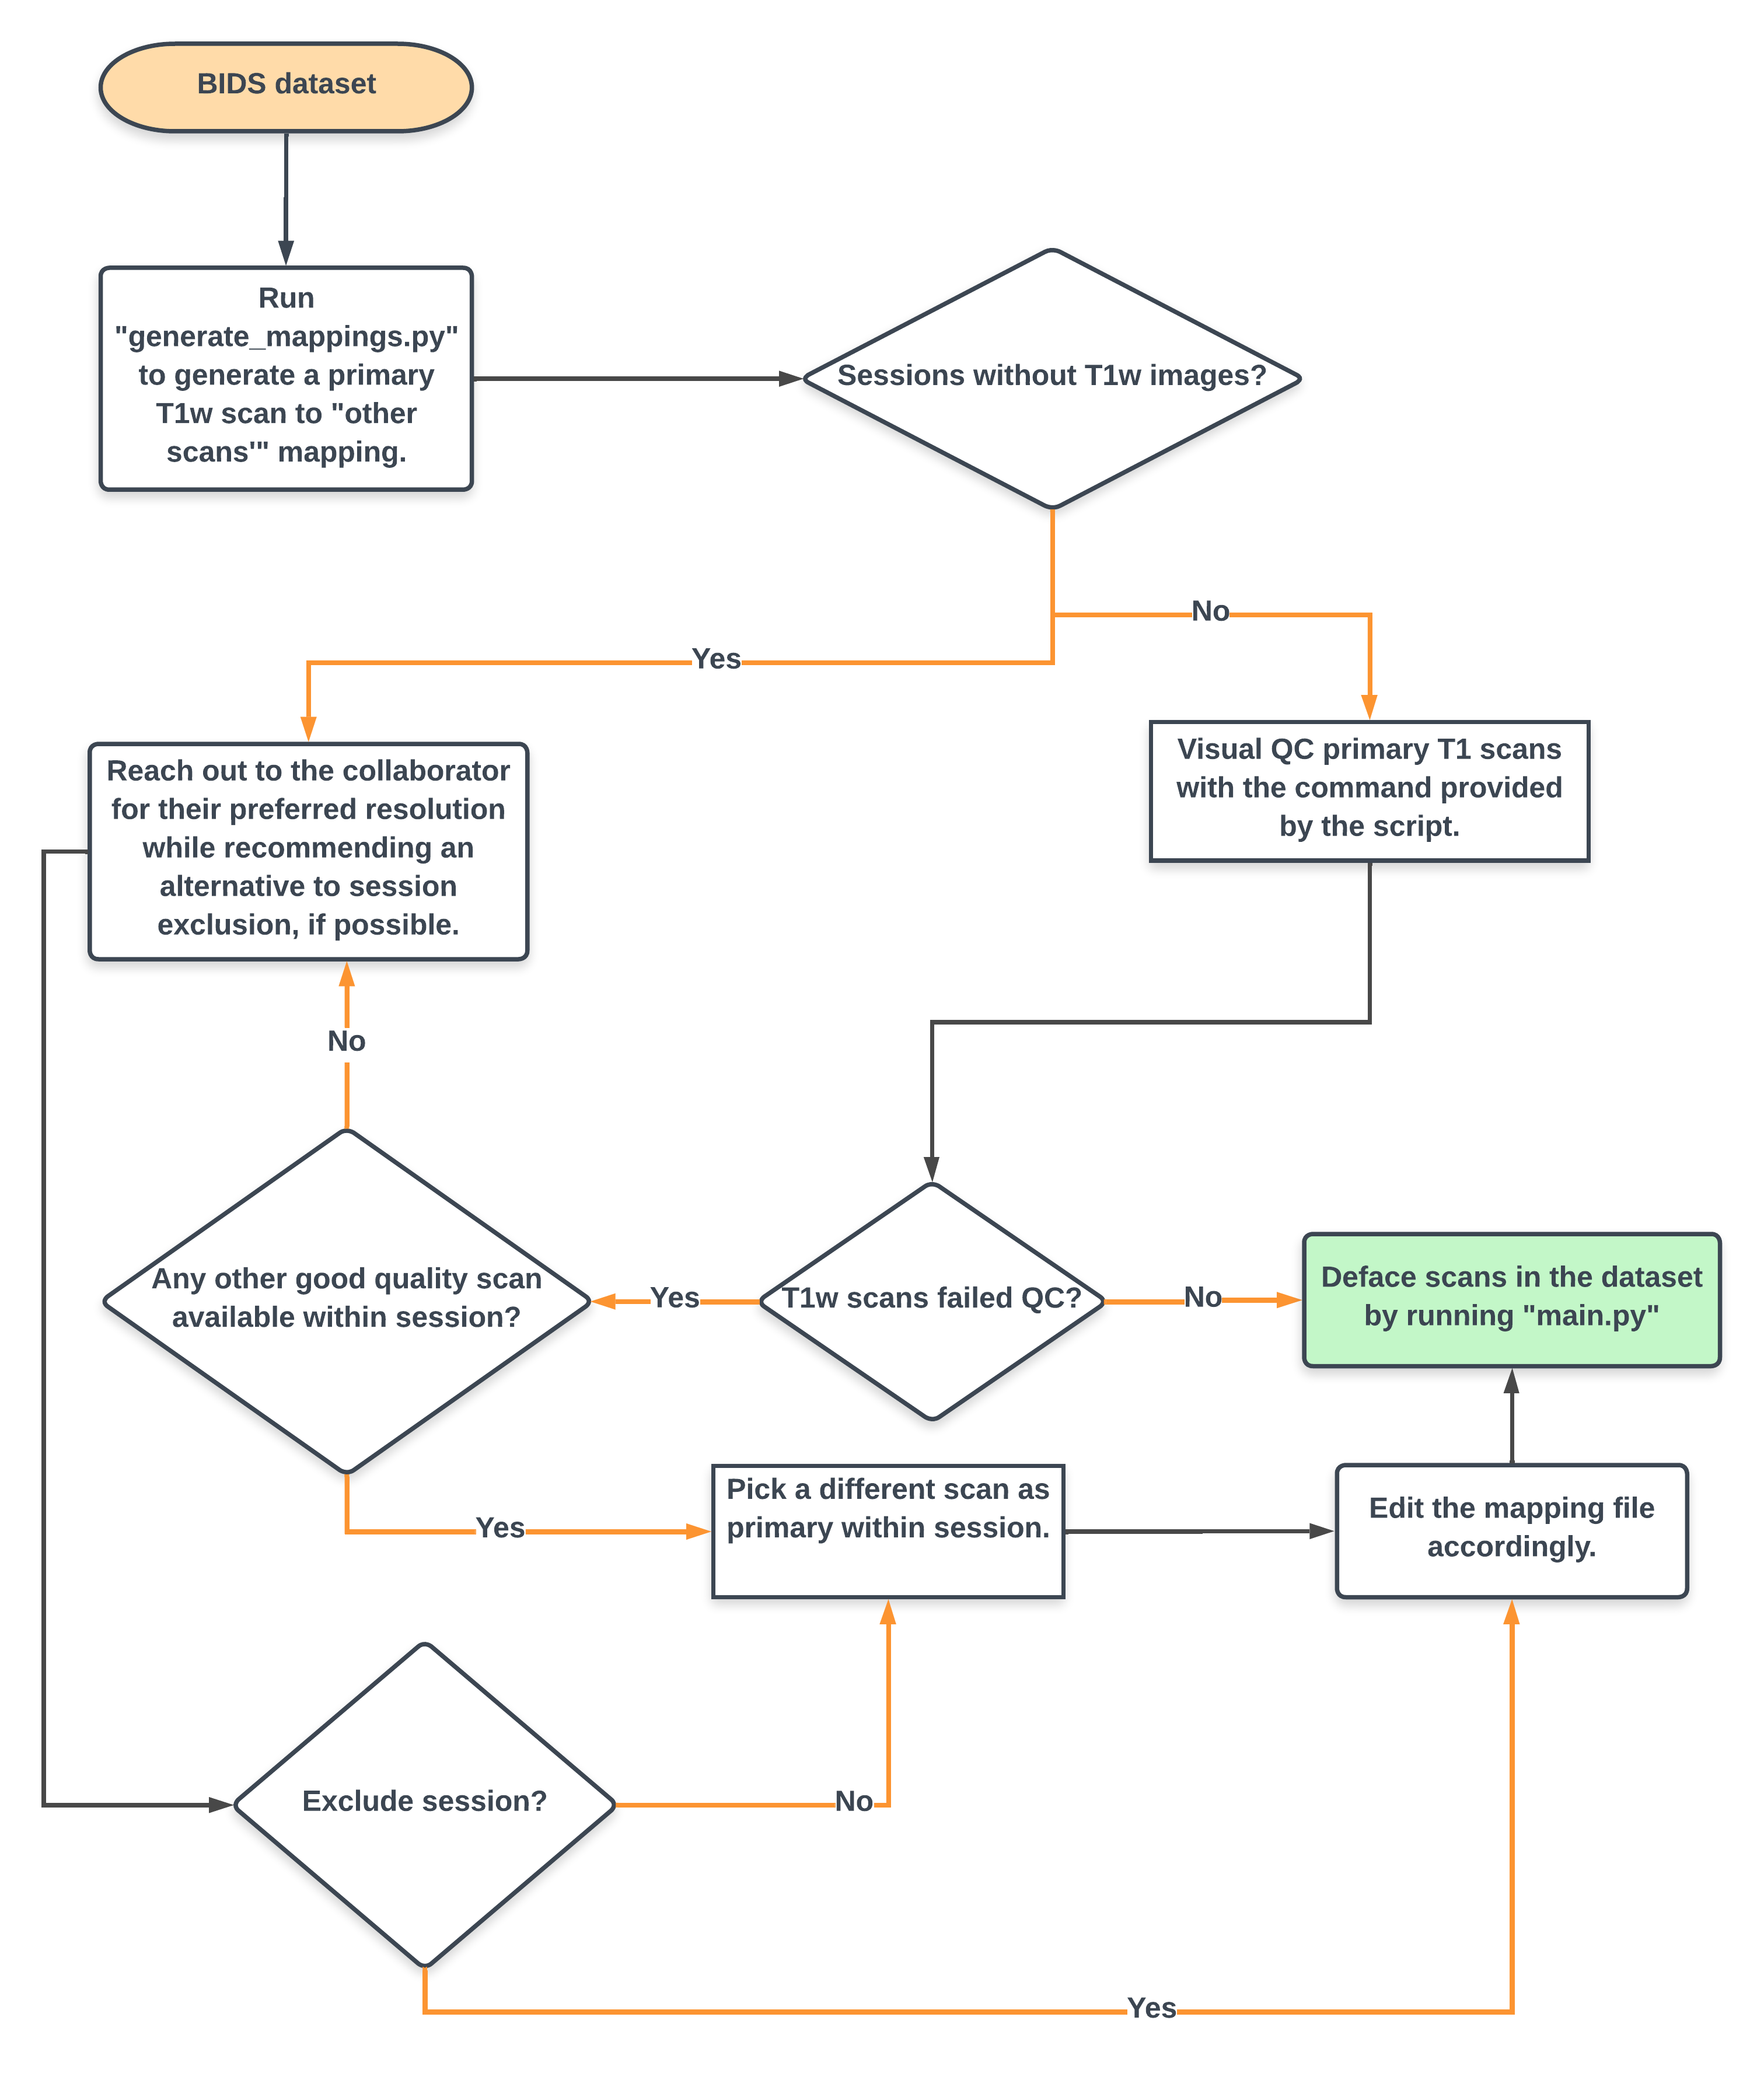 BIDS dataset
Run
"generate_mappings.py"
to generate a primary
T1w scan to "other
scans'" mapping.
Sessions without T1w images?
No
Yes
Visual QC primary T1 scans
with the command provided
by the script.
Reach out to the collaborator
for their preferred resolution
while recommending an
alternative to session
exclusion, if possible.
No
Any other good quality scan
available within session?
Yes
T1w scans failed QC?
No
Deface scans in the dataset
by running "main.py"
Yes
Pick a different scan as
primary within session.
Edit the mapping file
accordingly.
Exclude session?
No
Yes